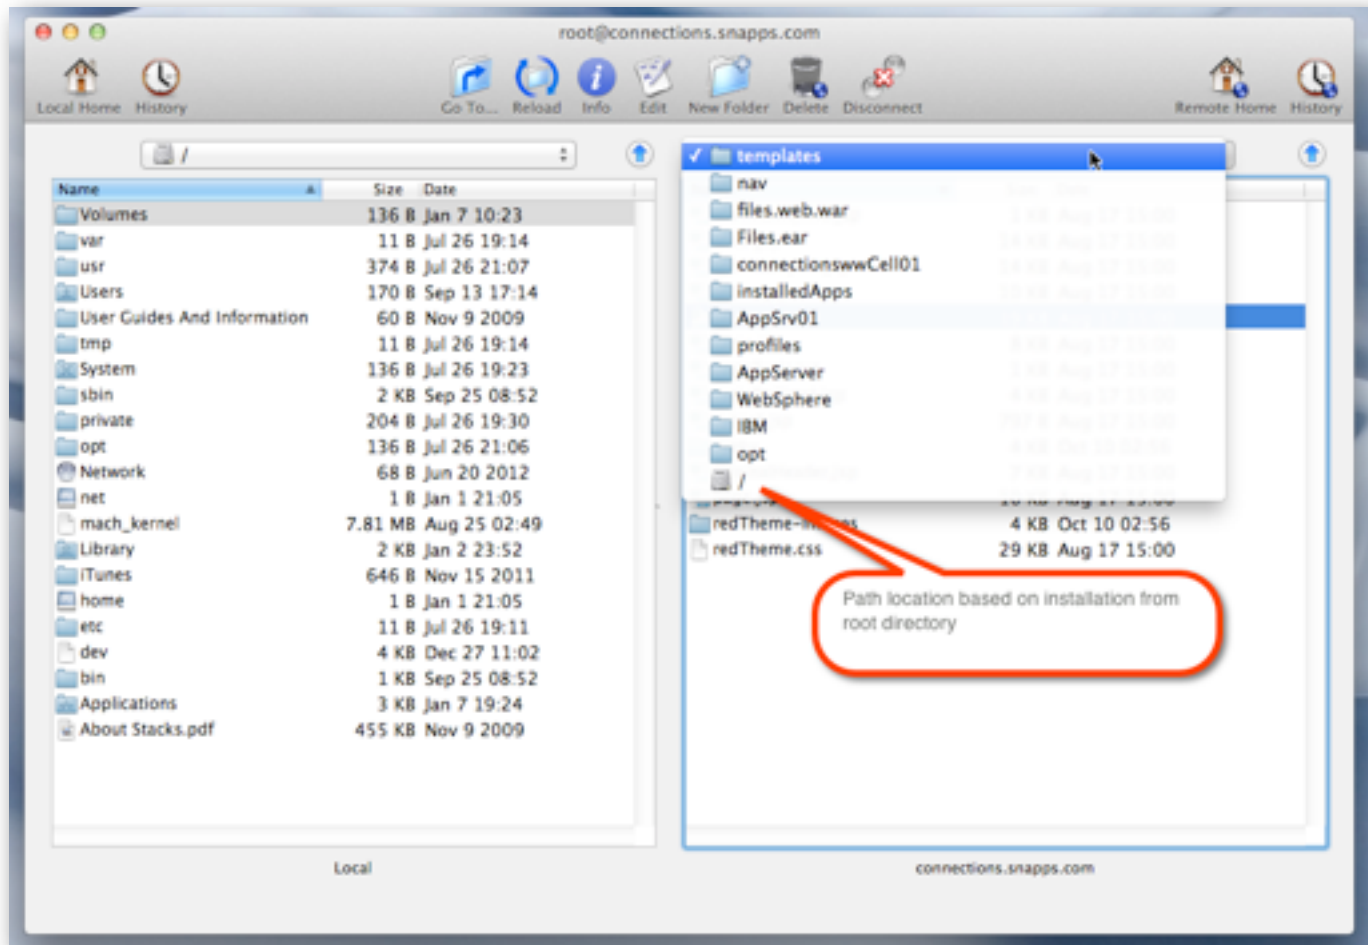 root@connections.snapps.com
Local Home History Go To... Reload Info Edit New Folder Delete Disconnect Remote Home History
/
Name Size Date
Volumes 136 B Jan 7 10:23
var 11 B Jul 26 19:14
usr 374 B Jul 26 21:07
Users 170 B Sep 13 17:14
User Guides And Information 60 B Nov 9 2009
tmp 11 B Jul 26 19:14
System 136 B Jul 26 19:23
sbin 2 KB Sep 25 08:52
private 204 B Jul 26 19:30
opt 136 B Jul 26 21:06
Network 68 B Jun 20 2012
net 1 B Jan 1 21:05
mach_kernel 7.81 MB Aug 25 02:49
Library 2 KB Jan 2 23:52
iTunes 646 B Nov 15 2011
home 1 B Jan 1 21:05
etc 11 B Jul 26 19:11
dev 4 KB Dec 27 11:02
bin 1 KB Sep 25 08:52
Applications 3 KB Jan 7 19:24
About Stacks.pdf 455 KB Nov 9 2009
Local
templates
nav
files.web.war
Files.ear
connectionswwCell01
installedApps
AppSrv01
profiles
AppServer
WebSphere
IBM
opt
/
4 KB Oct 10 02:56
redTheme.css 29 KB Aug 17 15:00
Path location based on installation from
root directory
connections.snapps.com